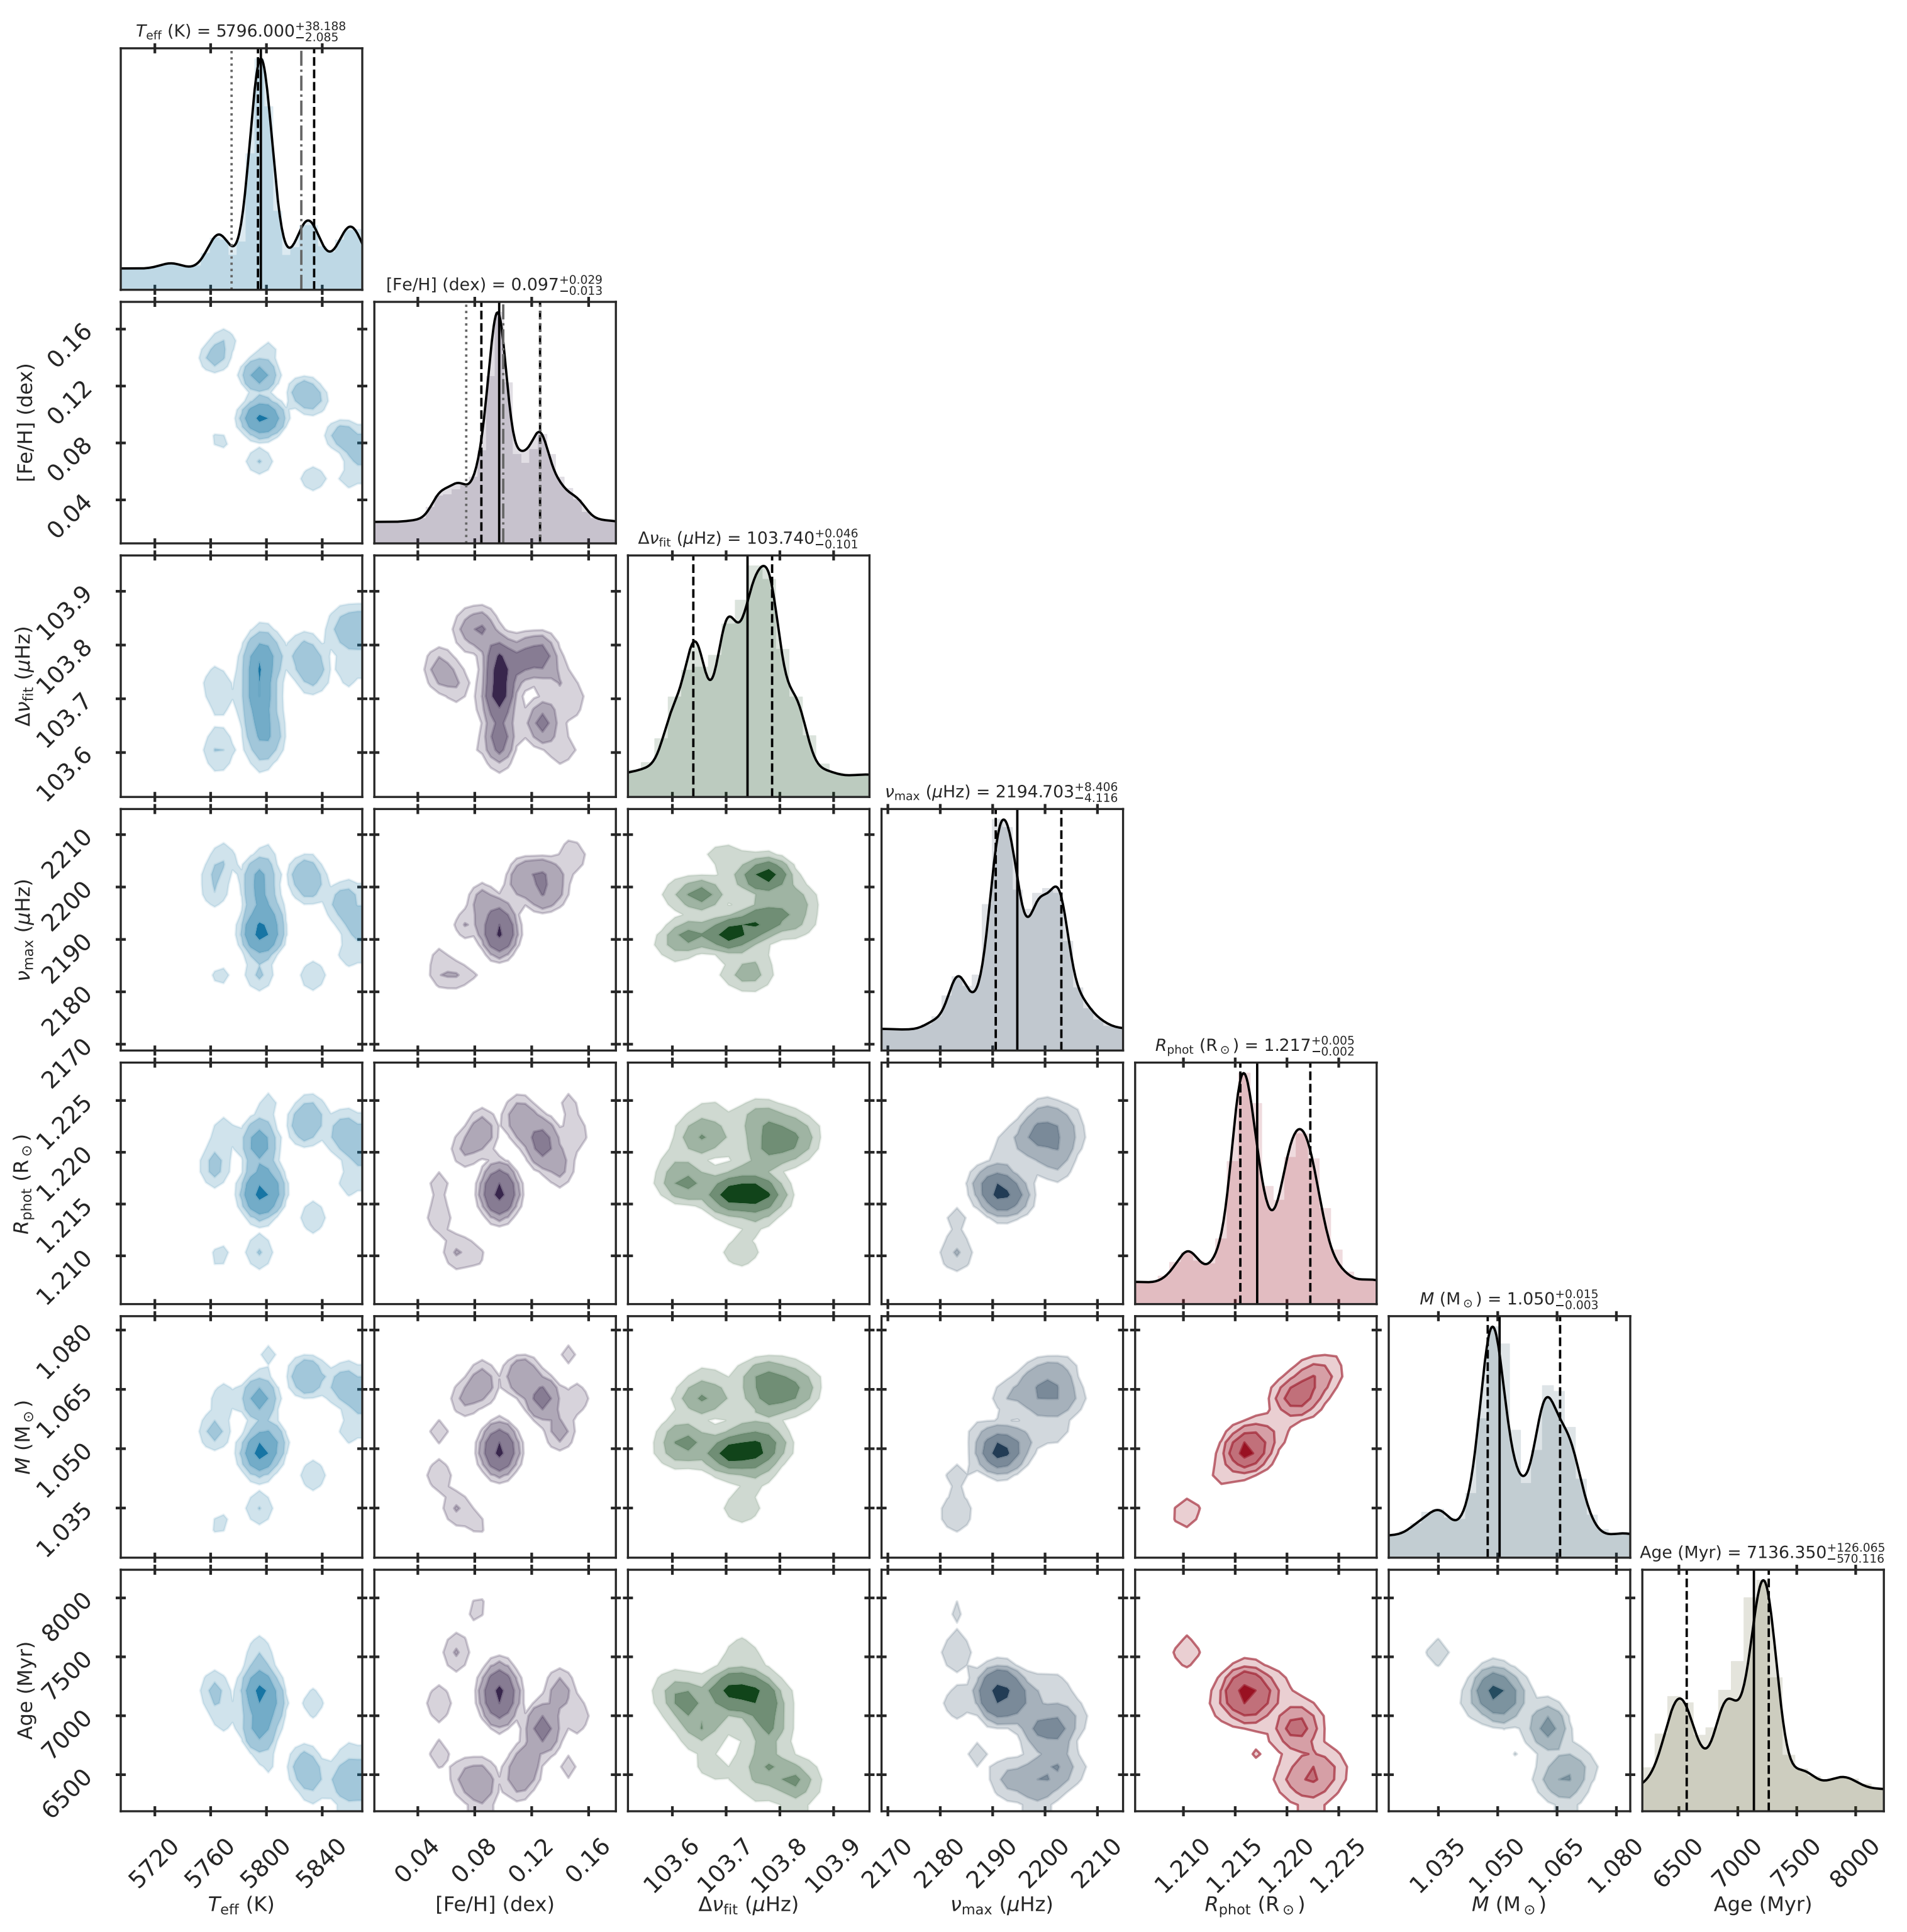 T_eff (K) = 5796.000^{+38.188}_{−2.085}
[Fe/H] (dex) = 0.097^{+0.029}_{−0.013}
[Fe/H] (dex)
0.16
0.12
0.08
0.04
Δν_fit (μHz) = 103.740^{+0.046}_{−0.101}
Δν_fit (μHz)
103.9
103.8
103.7
103.6
ν_max (μHz) = 2194.703^{+8.406}_{−4.116}
ν_max (μHz)
2210
2200
2190
2180
2170
R_phot (R_⊙) = 1.217^{+0.005}_{−0.002}
R_phot (R_⊙)
1.225
1.220
1.215
1.210
M (M_⊙) = 1.050^{+0.015}_{−0.003}
M (M_⊙)
1.080
1.065
1.050
1.035
Age (Myr) = 7136.350^{+126.065}_{−570.116}
Age (Myr)
8000
7500
7000
6500
5720 5760 5800 5840 0.04 0.08 0.12 0.16 103.6 103.7 103.8 103.9 2170 2180 2190 2200 2210 1.210 1.215 1.220 1.225 1.035 1.050 1.065 1.080 6500 7000 7500 8000
T_eff (K) [Fe/H] (dex) Δν_fit (μHz) ν_max (μHz) R_phot (R_⊙) M (M_⊙) Age (Myr)